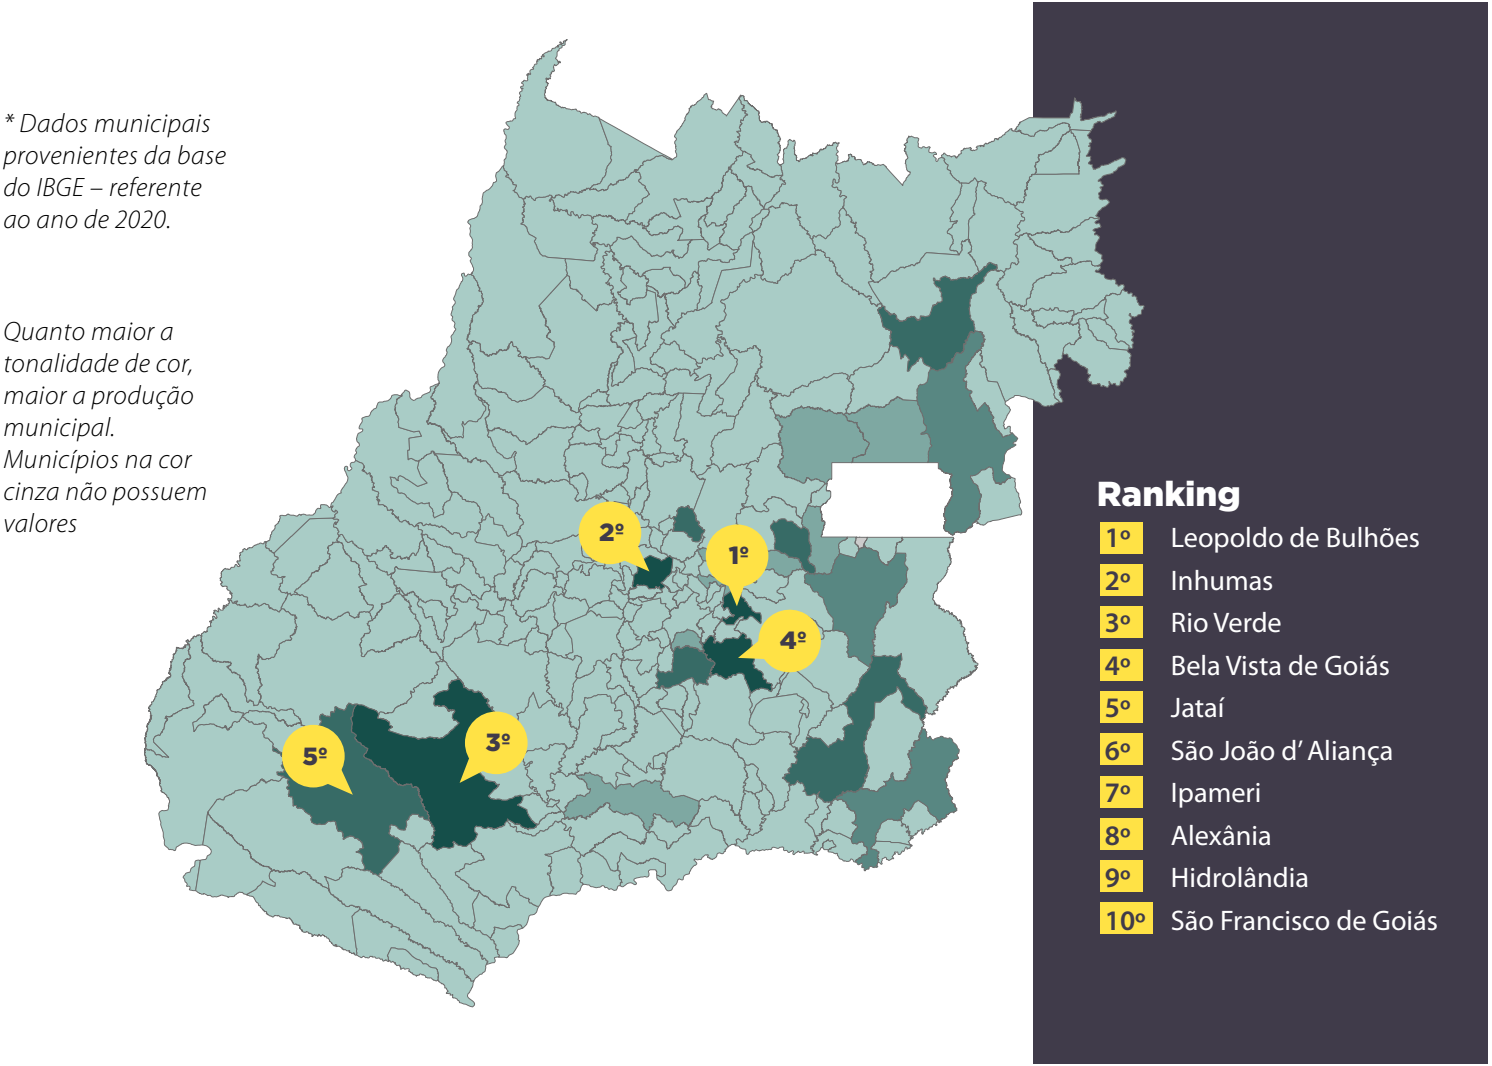 * Dados municipais
provenientes da base
do IBGE – referente
ao ano de 2020.
Quanto maior a
tonalidade de cor,
maior a produção
municipal.
Municípios na cor
cinza não possuem
valores
2º
1º
4º
3º
5º
Ranking
1º Leopoldo de Bulhões
2º Inhumas
3º Rio Verde
4º Bela Vista de Goiás
5º Jataí
6º São João d’ Aliança
7º Ipameri
8º Alexânia
9º Hidrolândia
10º São Francisco de Goiás